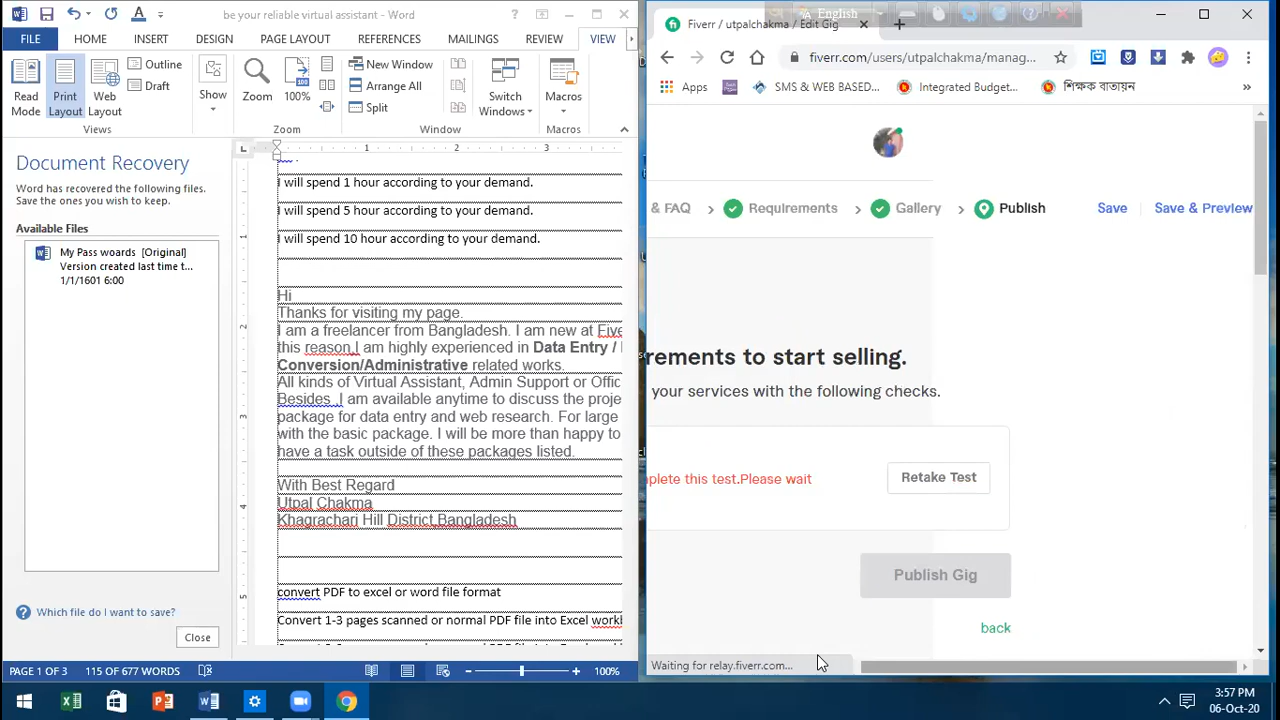 be your reliable virtual assistant - Word
FILE HOME INSERT DESIGN PAGE LAYOUT REFERENCES MAILINGS REVIEW VIEW
Read Mode
Print Layout
Web Layout
Outline
Draft
Views
Show
Zoom
100%
Zoom
New Window
Arrange All
Split
Switch Windows
Window
Macros
Macros
Document Recovery
Word has recovered the following files.
Save the ones you wish to keep.
Available Files
My Pass woards [Original]
Version created last time t...
1/1/1601 6:00
Which file do I want to save?
Close
1 2 3
1
2
3
4
5
I will spend 1 hour according to your demand.
I will spend 5 hour according to your demand.
I will spend 10 hour according to your demand.
Hi
Thanks for visiting my page.
I am a freelancer from Bangladesh. I am new at Five
this reason,I am highly experienced in Data Entry /
Conversion/Administrative related works.
All kinds of Virtual Assistant, Admin Support or Offic
Besides ,I am available anytime to discuss the proje
package for data entry and web research. For large
with the basic package. I will be more than happy to
have a task outside of these packages listed.
With Best Regard
Utpal Chakma
Khagrachari Hill District,Bangladesh
convert PDF to excel or word file format
Convert 1-3 pages scanned or normal PDF file into Excel workl
PAGE 1 OF 3 115 OF 677 WORDS
100%
English
Fiverr / utpalchakma / Edit Gig
fiverr.com/users/utpalchakma/manag...
Apps
SMS & WEB BASED...
Integrated Budget...
শিক্ষক বাতায়ন
»
& FAQ
Requirements
Gallery
Publish
Save
Save & Preview
rements to start selling.
your services with the following checks.
nplete this test.Please wait
Retake Test
Publish Gig
back
Waiting for relay.fiverr.com...
3:57 PM
06-Oct-20